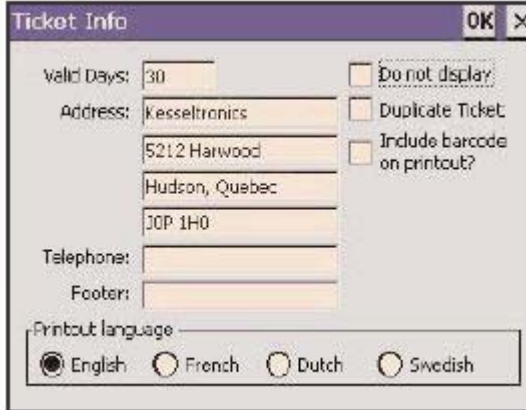 Ticket Info OK
Valid Days: 30
Do not display
Address: Kesseltronics
Duplicate Ticket
5212 Harwood
Include barcode
on printout?
Hudson, Quebec
J0P 1H0
Telephone:
Footer:
Printout language
English French Dutch Swedish